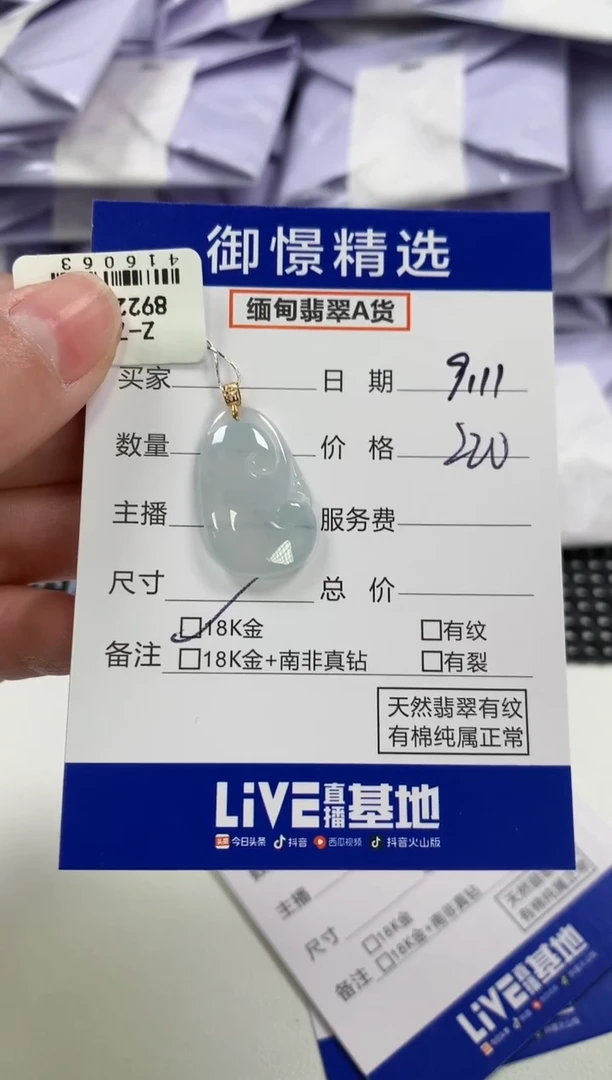 416063
892
Z-
御憬精选
缅甸翡翠A货
买家 日期 9.11
数量 价格 220
主播 服务费
尺寸 总价
备注 □18K金 □有纹
□18K金+南非真钻 □有裂
天然翡翠有纹
有棉纯属正常
LiVE直播基地
头条 今日头条 抖音 西瓜视频 抖音火山版
主播
尺寸
备注
□18K金
□18K金+南非真钻
天然翡
有棉纯
LiVE直播基地